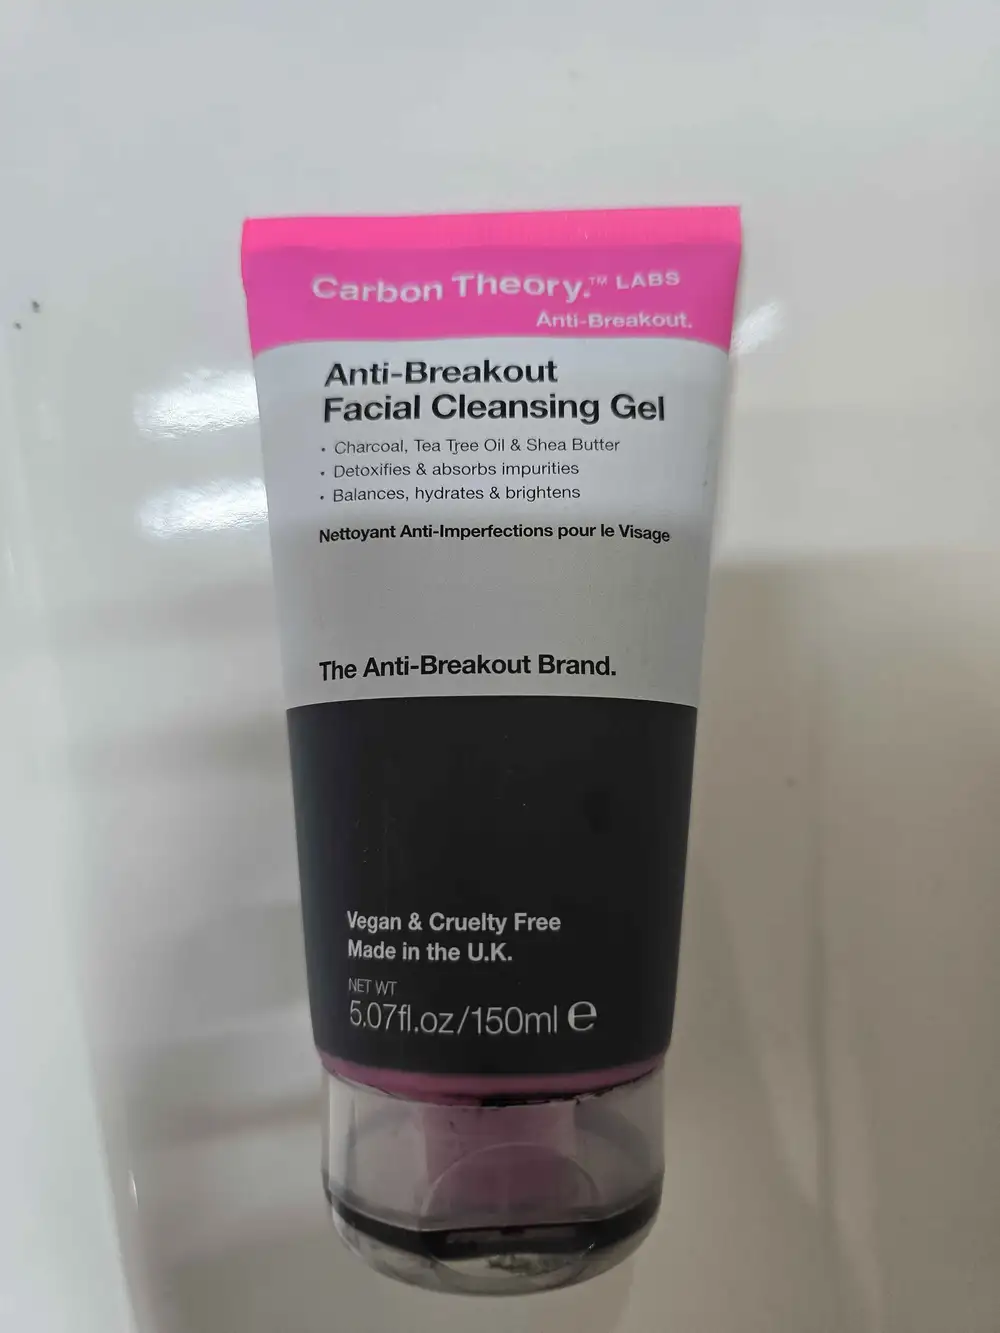 Carbon Theory.™ LABS
Anti-Breakout.
Anti-Breakout
Facial Cleansing Gel
• Charcoal, Tea Tree Oil & Shea Butter
• Detoxifies & absorbs impurities
• Balances, hydrates & brightens
Nettoyant Anti-Imperfections pour le Visage
The Anti-Breakout Brand.
Vegan & Cruelty Free
Made in the U.K.
NET WT
5.07fl.oz/150ml ℮